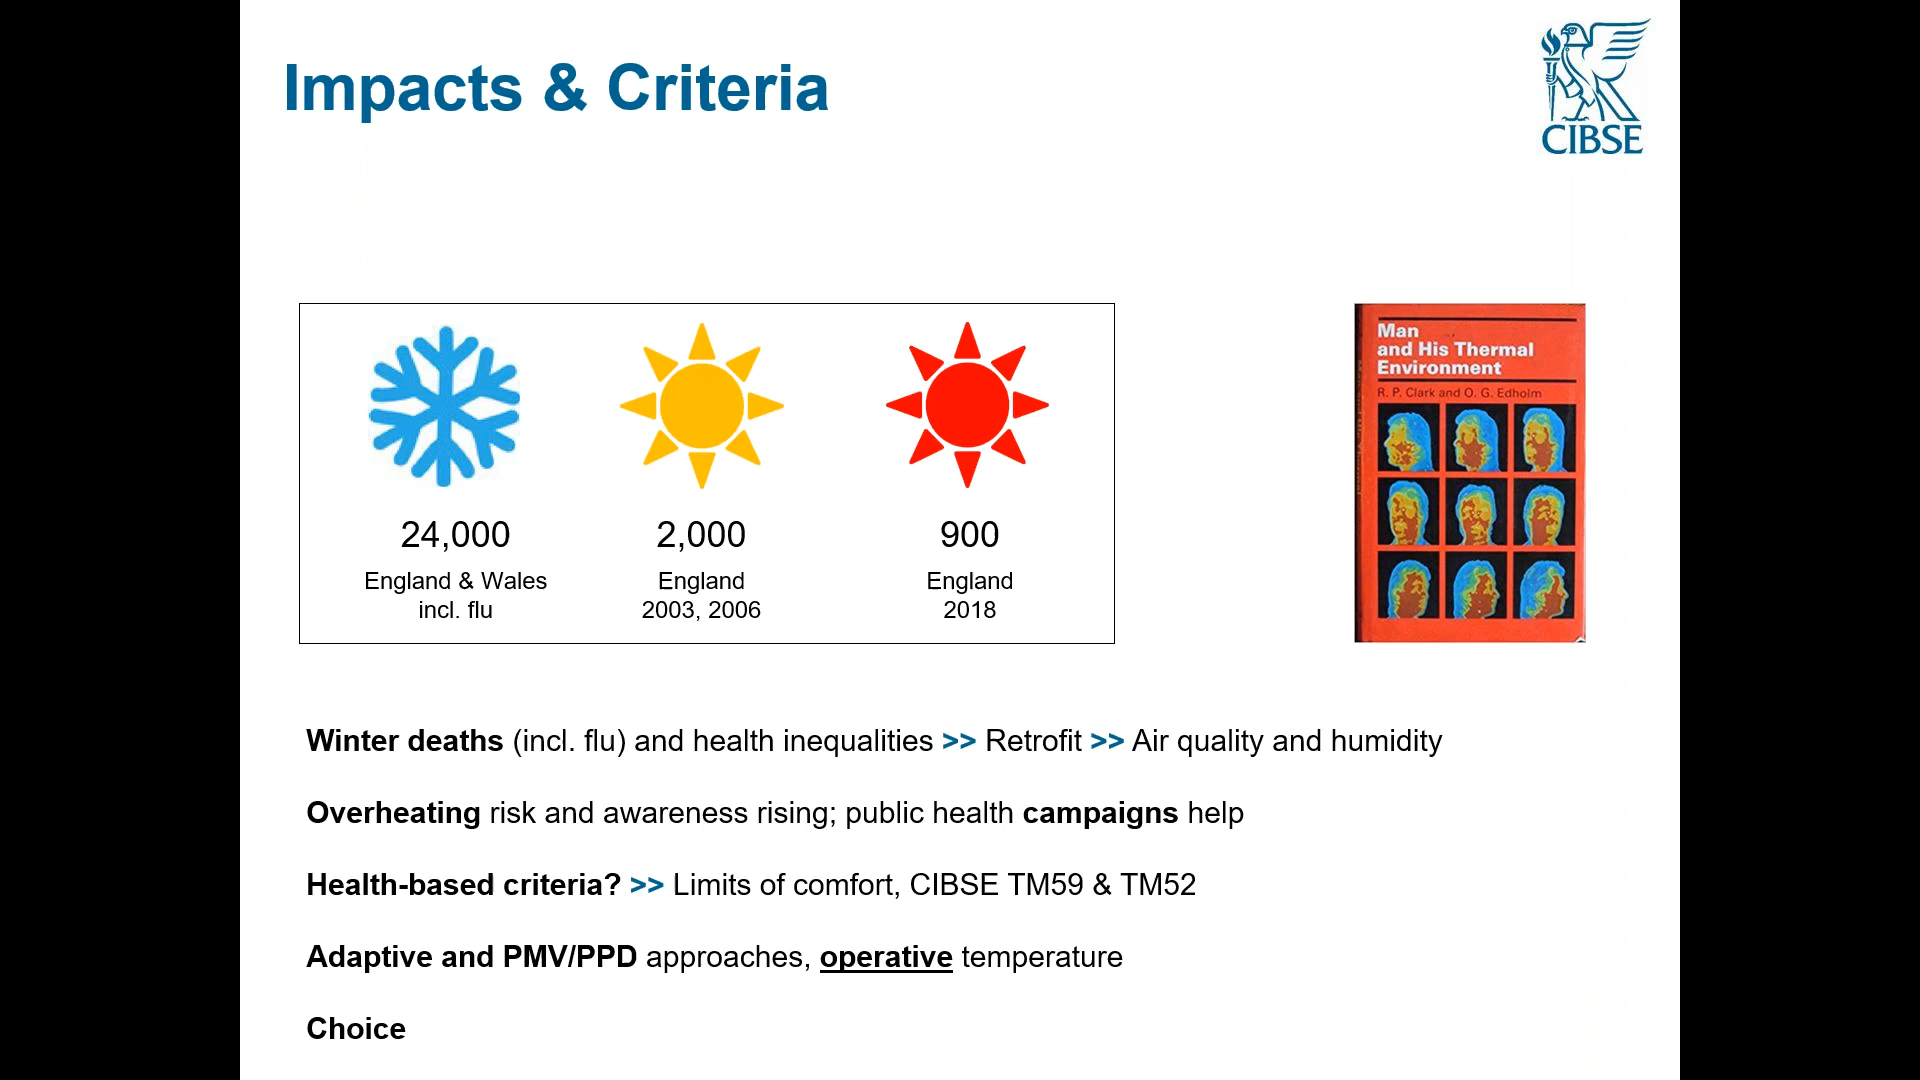 Impacts & Criteria
CIBSE
24,000
England & Wales
incl. flu
2,000
England
2003, 2006
900
England
2018
Man
and His Thermal
Environment
R. P. Clark and O. G. Edholm
Winter deaths (incl. flu) and health inequalities >> Retrofit >> Air quality and humidity
Overheating risk and awareness rising; public health campaigns help
Health-based criteria? >> Limits of comfort, CIBSE TM59 & TM52
Adaptive and PMV/PPD approaches, operative temperature
Choice